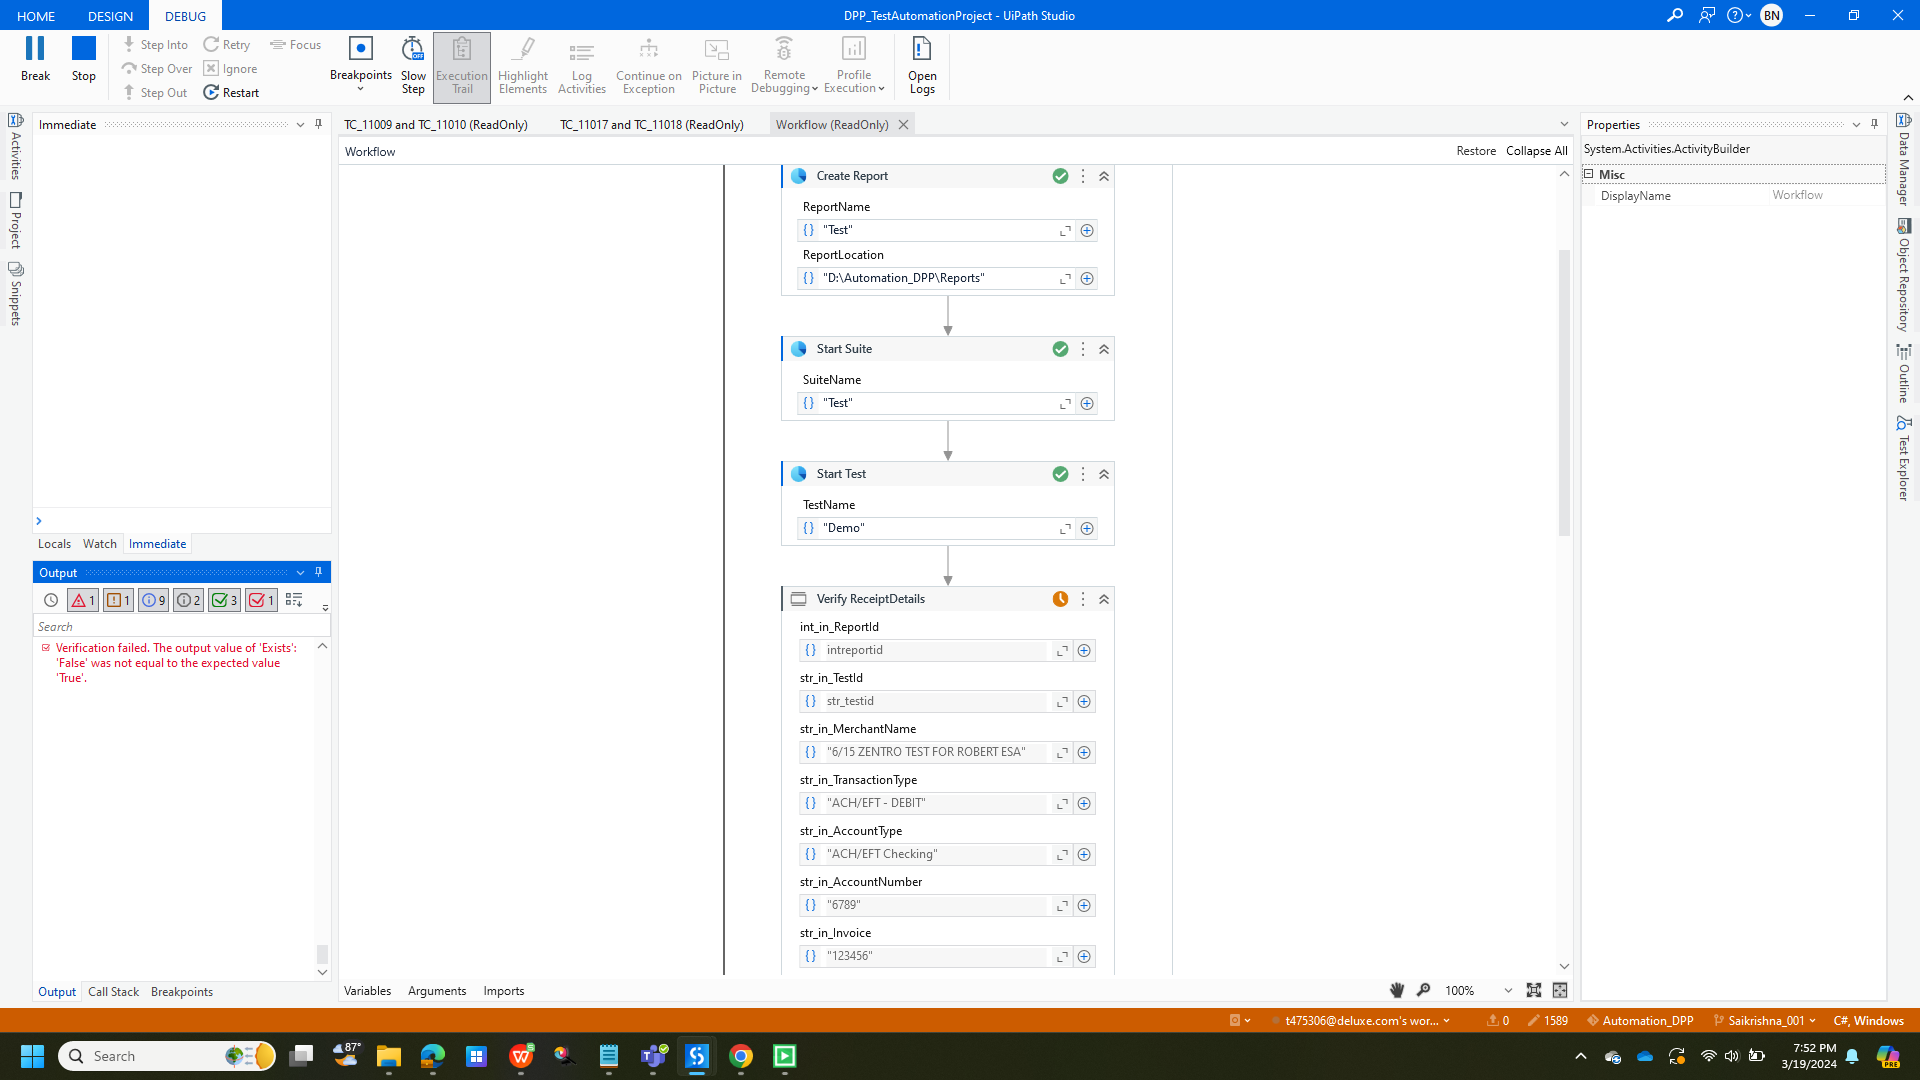 HOME
DESIGN
DEBUG
DPP_TestAutomationProject - UiPath Studio
BN
Break
Stop
Step Into
Step Over
Step Out
Retry
Ignore
Restart
Focus
Breakpoints
Slow Step
Execution Trail
Highlight Elements
Log Activities
Continue on Exception
Picture in Picture
Remote Debugging
Profile Execution
Open Logs
Activities
Project
Snippets
Immediate
Locals
Watch
Immediate
Output
1
1
9
2
3
1
Search
Verification failed. The output value of 'Exists':
'False' was not equal to the expected value
'True'.
Output
Call Stack
Breakpoints
TC_11009 and TC_11010 (ReadOnly)
TC_11017 and TC_11018 (ReadOnly)
Workflow (ReadOnly)
Workflow
Restore
Collapse All
Create Report
ReportName
"Test"
ReportLocation
"D:\Automation_DPP\Reports"
Start Suite
SuiteName
"Test"
Start Test
TestName
"Demo"
Verify ReceiptDetails
int_in_ReportId
intreportid
str_in_TestId
str_testid
str_in_MerchantName
"6/15 ZENTRO TEST FOR ROBERT ESA"
str_in_TransactionType
"ACH/EFT - DEBIT"
str_in_AccountType
"ACH/EFT Checking"
str_in_AccountNumber
"6789"
str_in_Invoice
"123456"
Variables
Arguments
Imports
100%
Properties
System.Activities.ActivityBuilder
Misc
DisplayName
Workflow
Data Manager
Object Repository
Outline
Test Explorer
t475306@deluxe.com's wor...
0
1589
Automation_DPP
Saikrishna_001
C#, Windows
Search
87°
7:52 PM
3/19/2024
PRE